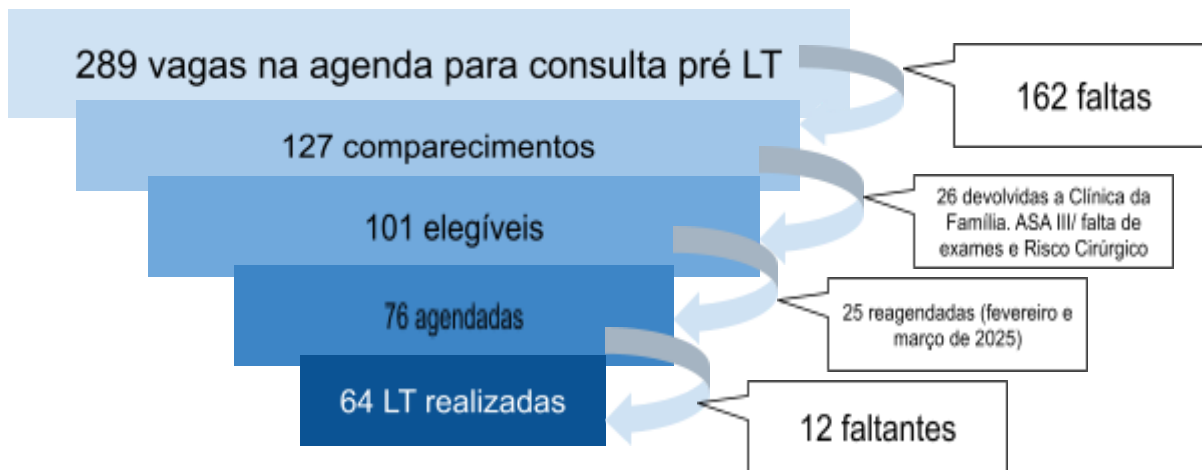 289 vagas na agenda para consulta pré LT
162 faltas
127 comparecimentos
26 devolvidas a Clínica da
Família. ASA III/ falta de
exames e Risco Cirúrgico
101 elegíveis
25 reagendadas (fevereiro e
março de 2025)
76 agendadas
12 faltantes
64 LT realizadas